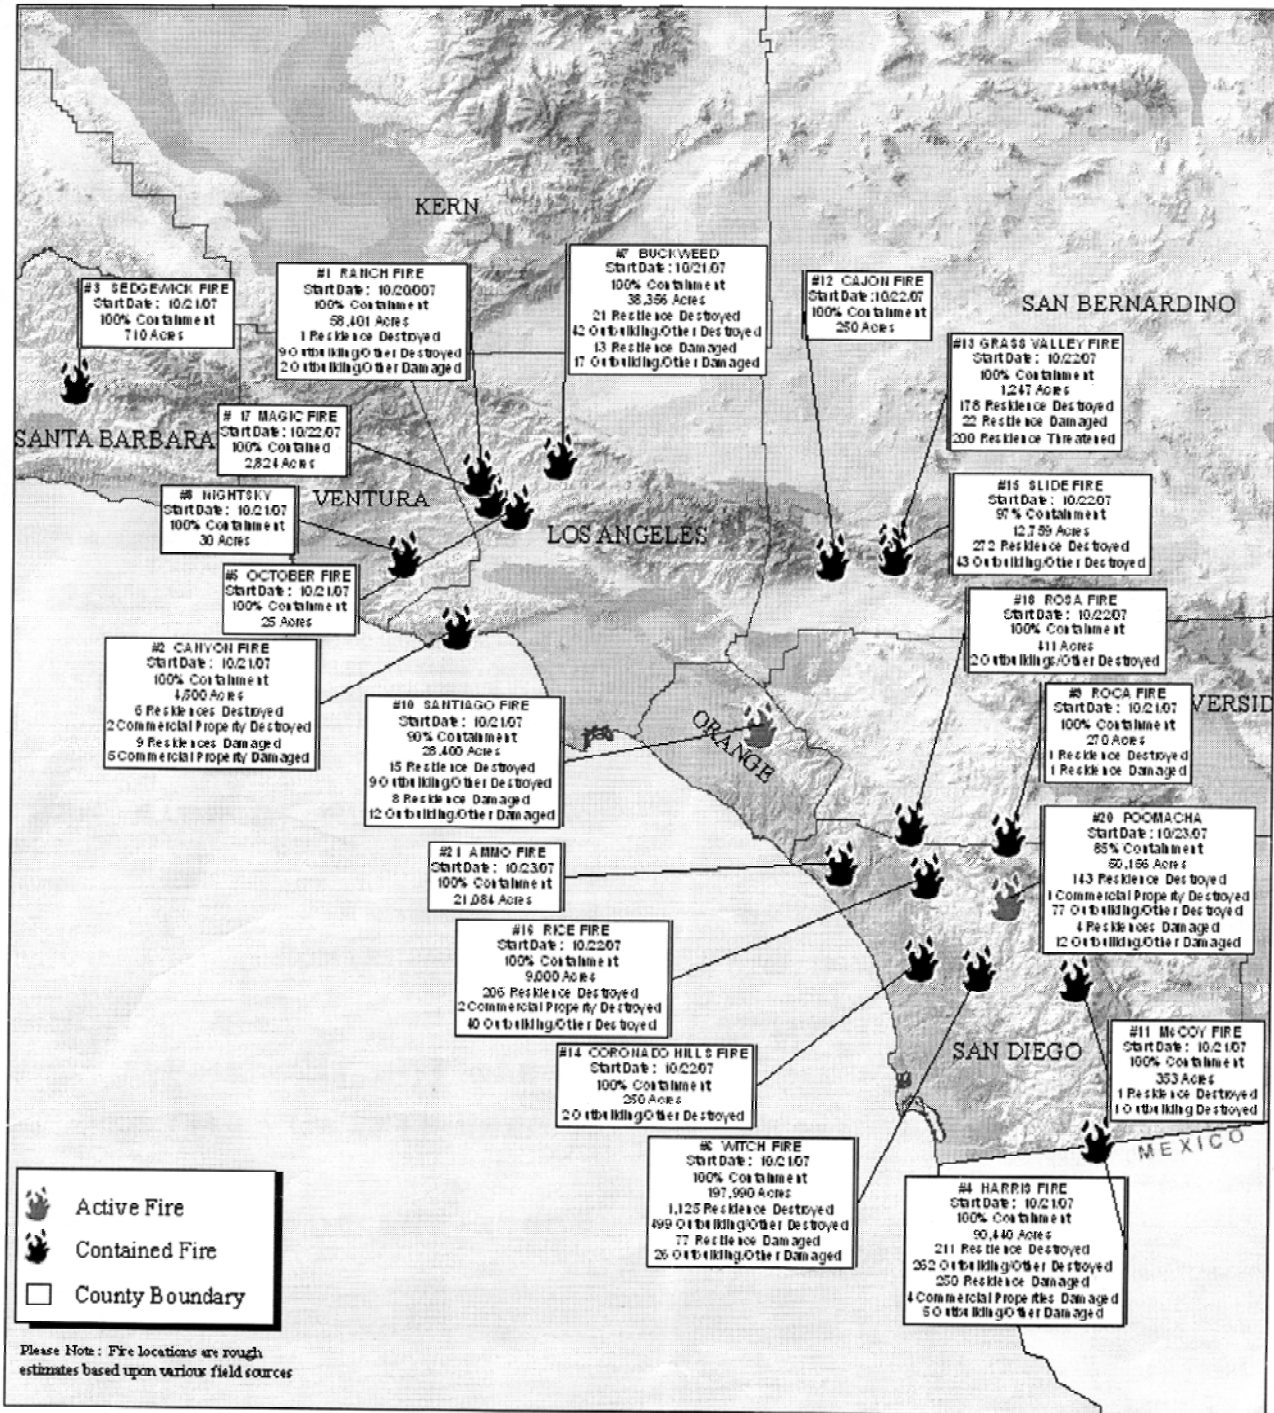 KERN
#3 SEDGEWICK FIRE
Start Date: 10/21/07
100% Containment
710 Acres
#1 RANCH FIRE
Start Date: 10/20/007
100% Containment
58,401 Acres
1 Residence Destroyed
9 Outbuilding/Other Destroyed
2 Outbuilding/Other Damaged
#7 BUCKWEED
Start Date: 10/21/07
100% Containment
38,356 Acres
21 Residence Destroyed
42 Outbuilding/Other Destroyed
13 Residence Damaged
17 Outbuilding/Other Damaged
#12 CAJON FIRE
Start Date:10/22/07
100% Containment
250 Acres
SAN BERNARDINO
#13 GRASS VALLEY FIRE
Start Date: 10/22/07
100% Containment
1,247 Acres
178 Residence Destroyed
22 Residence Damaged
200 Residence Threatened
SANTA BARBARA
# 17 MAGIC FIRE
Start Date: 10/22/07
100% Contained
2,824 Acres
#8 NIGHTSKY
Start Date: 10/21/07
100% Containment
30 Acres
VENTURA
LOS ANGELES
#15 SLIDE FIRE
Start Date: 10/22/07
97% Containment
12,759 Acres
272 Residence Destroyed
43 Outbuilding/Other Destroyed
#5 OCTOBER FIRE
Start Date: 10/21/07
100% Containment
25 Acres
#18 ROSA FIRE
Start Date: 10/22/07
100% Containment
411 Acres
2 Outbuildings/Other Destroyed
#2 CANYON FIRE
Start Date: 10/21/07
100% Containment
4,500 Acres
6 Residences Destroyed
2 Commercial Property Destroyed
9 Residences Damaged
5 Commercial Property Damaged
#10 SANTIAGO FIRE
Start Date: 10/21/07
90% Containment
28,400 Acres
15 Residence Destroyed
9 Outbuilding/Other Destroyed
8 Residence Damaged
12 Outbuilding/Other Damaged
ORANGE
#9 ROCA FIRE
Start Date: 10/21/07
100% Containment
270 Acres
1 Residence Destroyed
1 Residence Damaged
VERSID
#20 POOMACHA
Start Date: 10/23/07
85% Containment
50,156 Acres
143 Residence Destroyed
1 Commercial Property Destroyed
77 Outbuilding/Other Destroyed
4 Residences Damaged
12 Outbuilding/Other Damaged
#21 AMMO FIRE
Start Date: 10/23/07
100% Containment
21,084 Acres
#16 RICE FIRE
Start Date: 10/22/07
100% Containment
9,000 Acres
206 Residence Destroyed
2 Commercial Property Destroyed
40 Outbuilding/Other Destroyed
#14 CORONADO HILLS FIRE
Start Date: 10/22/07
100% Containment
250 Acres
2 Outbuilding/Other Destroyed
SAN DIEGO
#11 McCOY FIRE
Start Date: 10/21/07
100% Containment
353 Acres
1 Residence Destroyed
1 Outbuilding Destroyed
#6 WITCH FIRE
Start Date: 10/21/07
100% Containment
197,990 Acres
1,125 Residence Destroyed
499 Outbuilding/Other Destroyed
77 Residence Damaged
26 Outbuilding/Other Damaged
MEXICO
#4 HARRIS FIRE
Start Date: 10/21/07
100% Containment
90,440 Acres
211 Residence Destroyed
262 Outbuilding/Other Destroyed
250 Residence Damaged
4 Commercial Properties Damaged
5 Outbuilding/Other Damaged
Active Fire
Contained Fire
County Boundary
Please Note: Fire locations are rough
estimates based upon various field sources